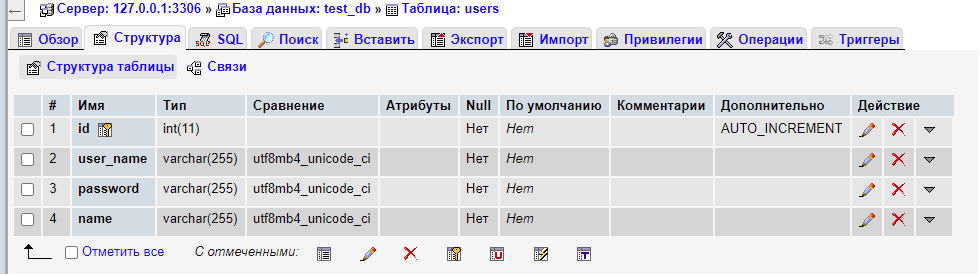 Сервер: 127.0.0.1:3306 » База данных: test_db » Таблица: users
Обзор Структура SQL Поиск Вставить Экспорт Импорт Привилегии Операции Триггеры
Структура таблицы Связи
# Имя Тип Сравнение Атрибуты Null По умолчанию Комментарии Дополнительно Действие
1 id int(11) Нет Нет AUTO_INCREMENT
2 user_name varchar(255) utf8mb4_unicode_ci Нет Нет
3 password varchar(255) utf8mb4_unicode_ci Нет Нет
4 name varchar(255) utf8mb4_unicode_ci Нет Нет
Отметить все С отмеченными: